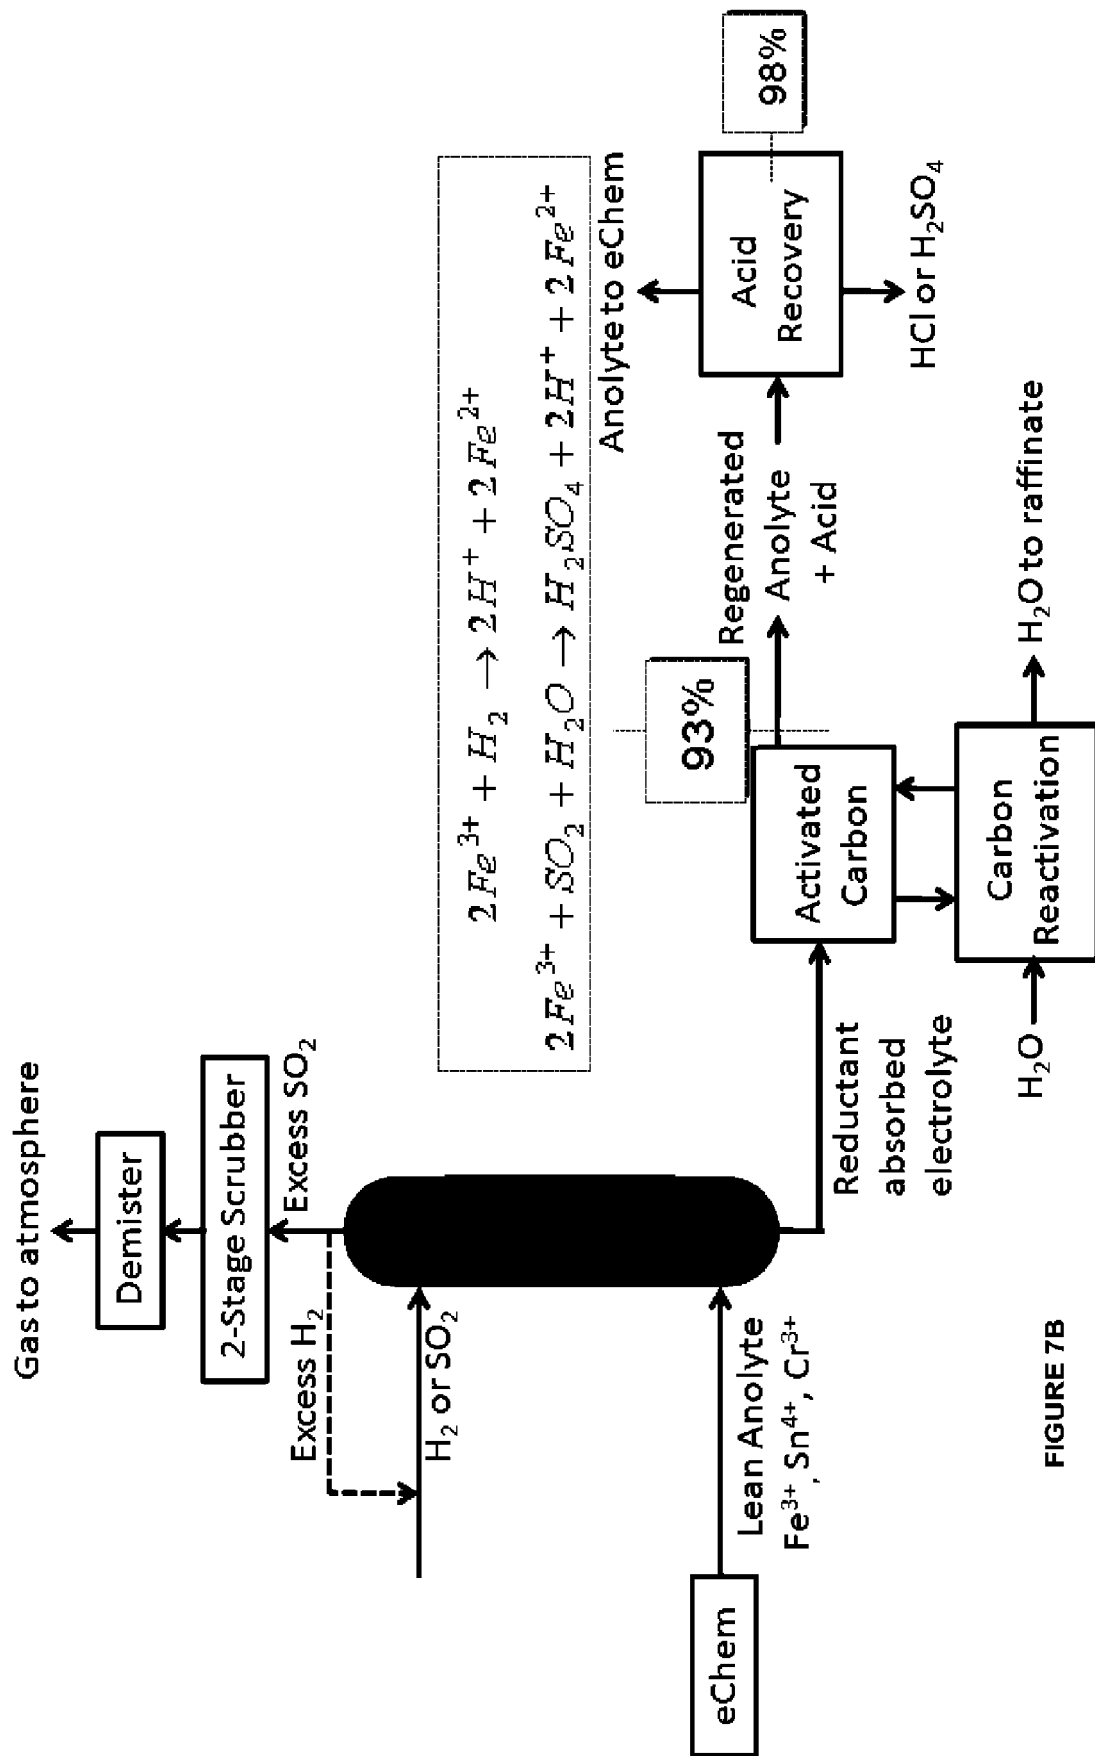 Gas to atmosphere
Demister
2-Stage Scrubber
Excess SO₂
Excess H₂
H₂ or SO₂
eChem
Lean Anolyte
Fe³⁺, Sn⁴⁺, Cr³⁺
2Fe³⁺ + H₂ → 2H⁺ + 2Fe²⁺
2Fe³⁺ + SO₂ + H₂O → H₂SO₄ + 2H⁺ + 2Fe²⁺
Reductant
absorbed
electrolyte
Activated
Carbon
93%
H₂O
Carbon
Reactivation
H₂O to raffinate
Regenerated
Anolyte
+ Acid
Anolyte to eChem
Acid
Recovery
98%
HCl or H₂SO₄
FIGURE 7B